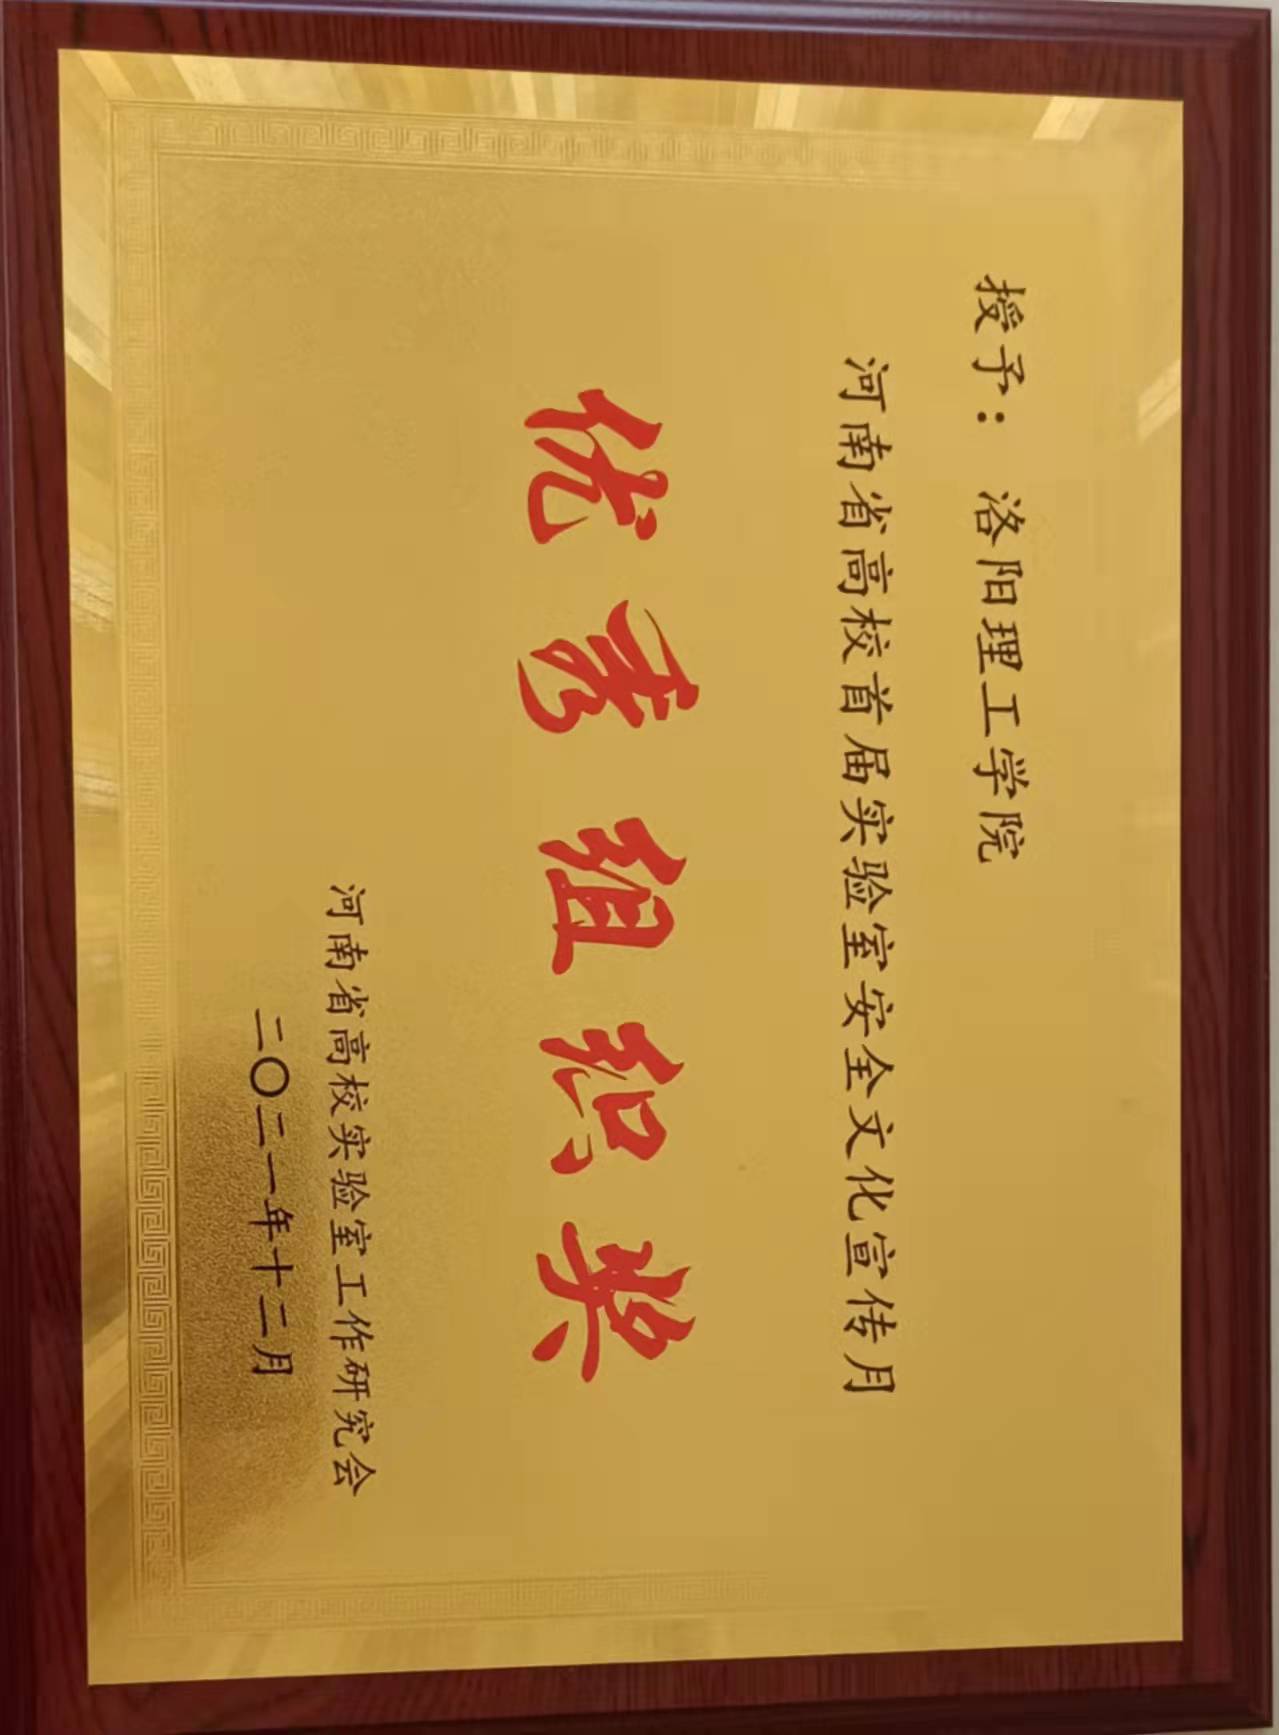 授予：洛阳理工学院
河南省高校首届实验室安全文化宣传月
优秀组织奖
河南省高校实验室工作研究会
二〇二一年十二月